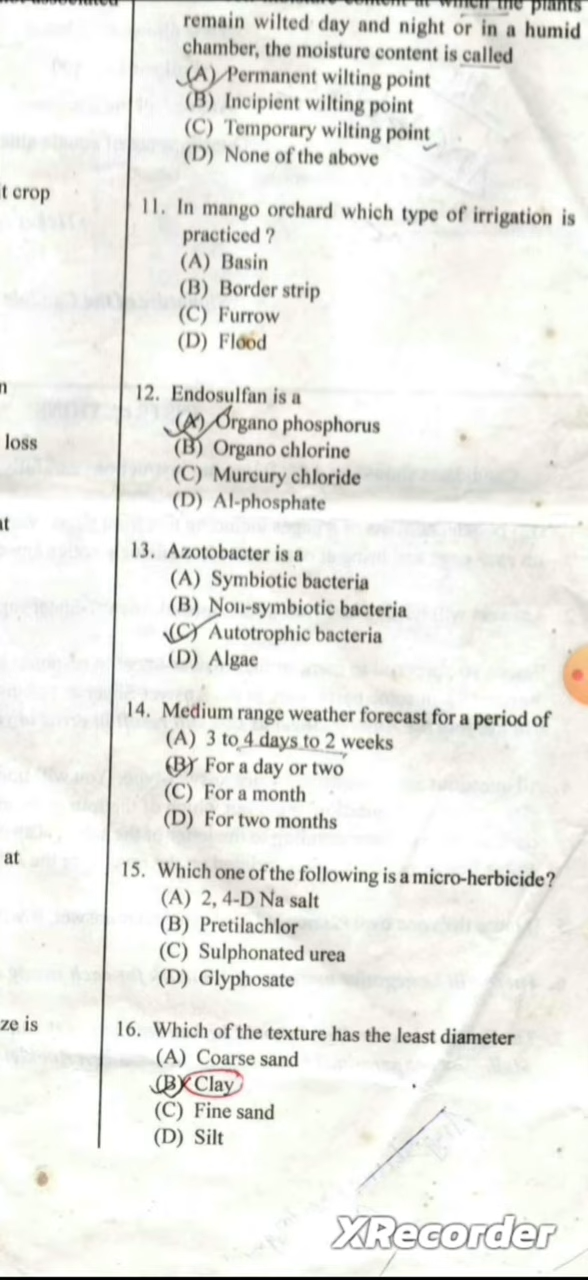 which the plants
remain wilted day and night or in a humid
chamber, the moisture content is called
(A) Permanent wilting point
(B) Incipient wilting point
(C) Temporary wilting point
(D) None of the above
t crop
11. In mango orchard which type of irrigation is
practiced ?
(A) Basin
(B) Border strip
(C) Furrow
(D) Flood
12. Endosulfan is a
(A) Organo phosphorus
loss
(B) Organo chlorine
(C) Murcury chloride
(D) Al-phosphate
13. Azotobacter is a
(A) Symbiotic bacteria
(B) Non-symbiotic bacteria
(C) Autotrophic bacteria
(D) Algae
14. Medium range weather forecast for a period of
(A) 3 to 4 days to 2 weeks
(B) For a day or two
(C) For a month
(D) For two months
at
15. Which one of the following is a micro-herbicide?
(A) 2, 4-D Na salt
(B) Pretilachlor
(C) Sulphonated urea
(D) Glyphosate
ze is
16. Which of the texture has the least diameter
(A) Coarse sand
(B) Clay
(C) Fine sand
(D) Silt
XRecorder